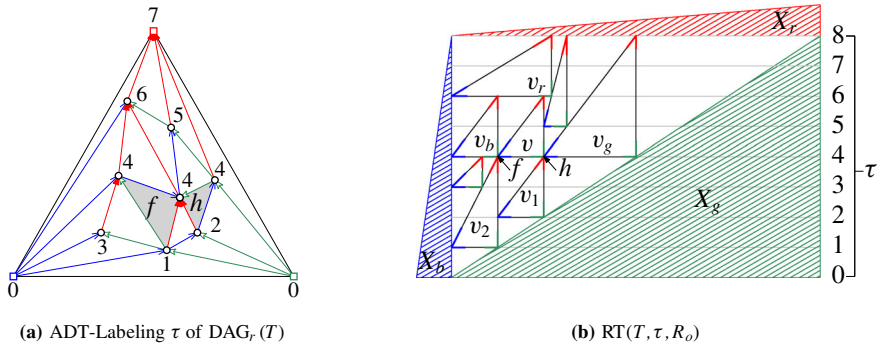 7
6
5
4
4
4
f
h
3
2
1
0
0
(a) ADT-Labeling τ of DAG_r(T)
X_r
8
7
6
5
4
3
2
1
0
τ
v_r
v_b
v
v_g
f
h
v_1
v_2
X_g
X_b
(b) RT(T, τ, R_o)